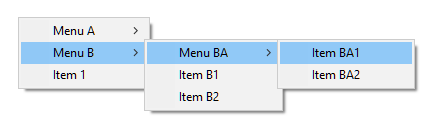 Menu A
Menu B
Item 1
Menu BA
Item B1
Item B2
Item BA1
Item BA2